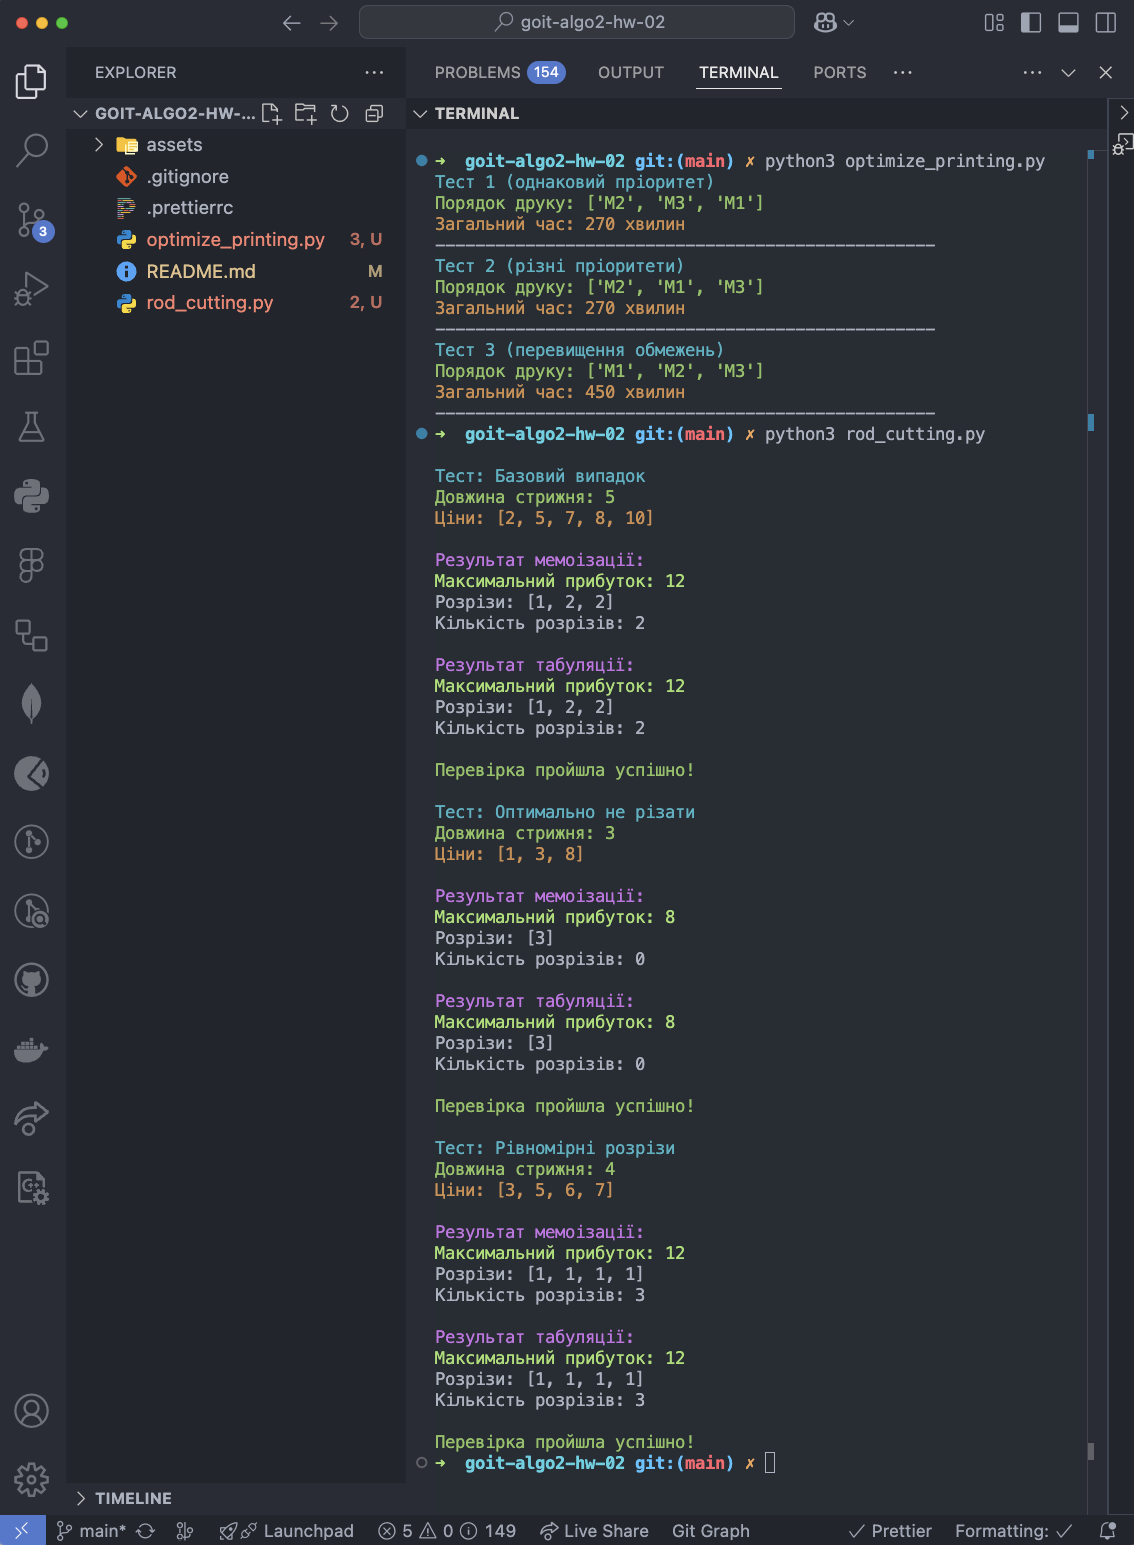 goit-algo2-hw-02
EXPLORER
PROBLEMS 154 OUTPUT TERMINAL PORTS
GOIT-ALGO2-HW-...
assets
.gitignore
.prettierrc
optimize_printing.py 3, U
README.md M
rod_cutting.py 2, U
3
TERMINAL
➜ goit-algo2-hw-02 git:(main) ✗ python3 optimize_printing.py
Тест 1 (однаковий пріоритет)
Порядок друку: ['M2', 'M3', 'M1']
Загальний час: 270 хвилин
--------------------------------------------------
Тест 2 (різні пріоритети)
Порядок друку: ['M2', 'M1', 'M3']
Загальний час: 270 хвилин
--------------------------------------------------
Тест 3 (перевищення обмежень)
Порядок друку: ['M1', 'M2', 'M3']
Загальний час: 450 хвилин
--------------------------------------------------
➜ goit-algo2-hw-02 git:(main) ✗ python3 rod_cutting.py
Тест: Базовий випадок
Довжина стрижня: 5
Ціни: [2, 5, 7, 8, 10]
Результат мемоізації:
Максимальний прибуток: 12
Розрізи: [1, 2, 2]
Кількість розрізів: 2
Результат табуляції:
Максимальний прибуток: 12
Розрізи: [1, 2, 2]
Кількість розрізів: 2
Перевірка пройшла успішно!
Тест: Оптимально не різати
Довжина стрижня: 3
Ціни: [1, 3, 8]
Результат мемоізації:
Максимальний прибуток: 8
Розрізи: [3]
Кількість розрізів: 0
Результат табуляції:
Максимальний прибуток: 8
Розрізи: [3]
Кількість розрізів: 0
Перевірка пройшла успішно!
Тест: Рівномірні розрізи
Довжина стрижня: 4
Ціни: [3, 5, 6, 7]
Результат мемоізації:
Максимальний прибуток: 12
Розрізи: [1, 1, 1, 1]
Кількість розрізів: 3
Результат табуляції:
Максимальний прибуток: 12
Розрізи: [1, 1, 1, 1]
Кількість розрізів: 3
Перевірка пройшла успішно!
➜ goit-algo2-hw-02 git:(main) ✗
TIMELINE
main* Launchpad 5 0 149 Live Share Git Graph Prettier Formatting: ✓